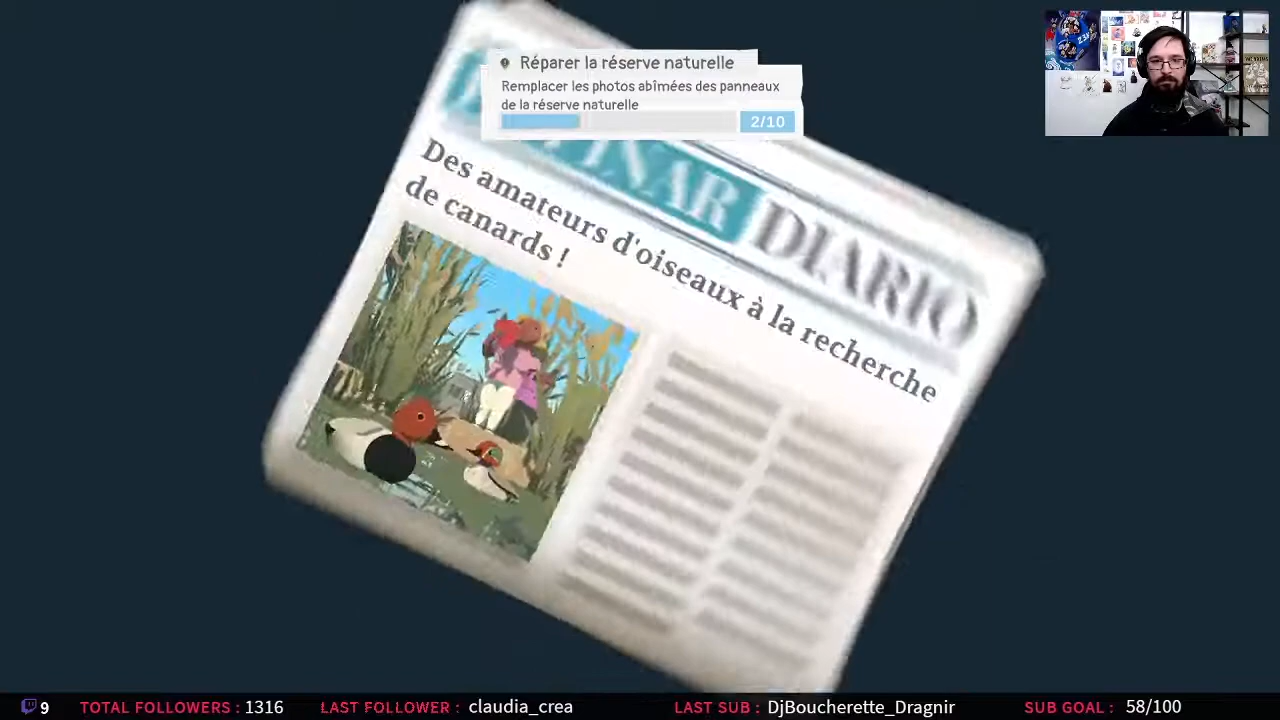 Réparer la réserve naturelle
Remplacer les photos abîmées des panneaux
de la réserve naturelle
2/10
DIARIO
Des amateurs d'oiseaux à la recherche
de canards !
9
TOTAL FOLLOWERS : 1316
LAST FOLLOWER : claudia_crea
LAST SUB : DjBoucherette_Dragnir
SUB GOAL : 58/100